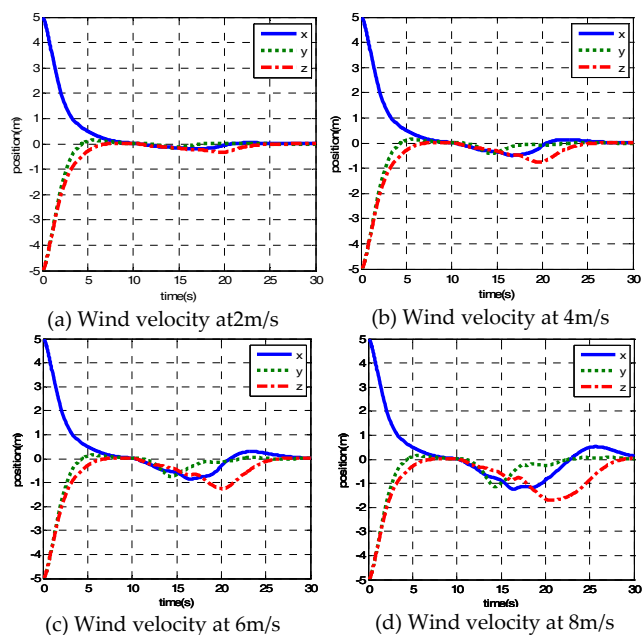 5
4
3
2
1
0
-1
-2
-3
-4
-5
0 5 10 15 20 25 30
position(m)
time(s)
x
y
z
(a) Wind velocity at2m/s
5
4
3
2
1
0
-1
-2
-3
-4
-5
0 5 10 15 20 25 30
position(m)
time(s)
x
y
z
(b) Wind velocity at 4m/s
5
4
3
2
1
0
-1
-2
-3
-4
-5
0 5 10 15 20 25 30
position(m)
time(s)
x
y
z
(c) Wind velocity at 6m/s
5
4
3
2
1
0
-1
-2
-3
-4
-5
0 5 10 15 20 25 30
position(m)
time(s)
x
y
z
(d) Wind velocity at 8m/s